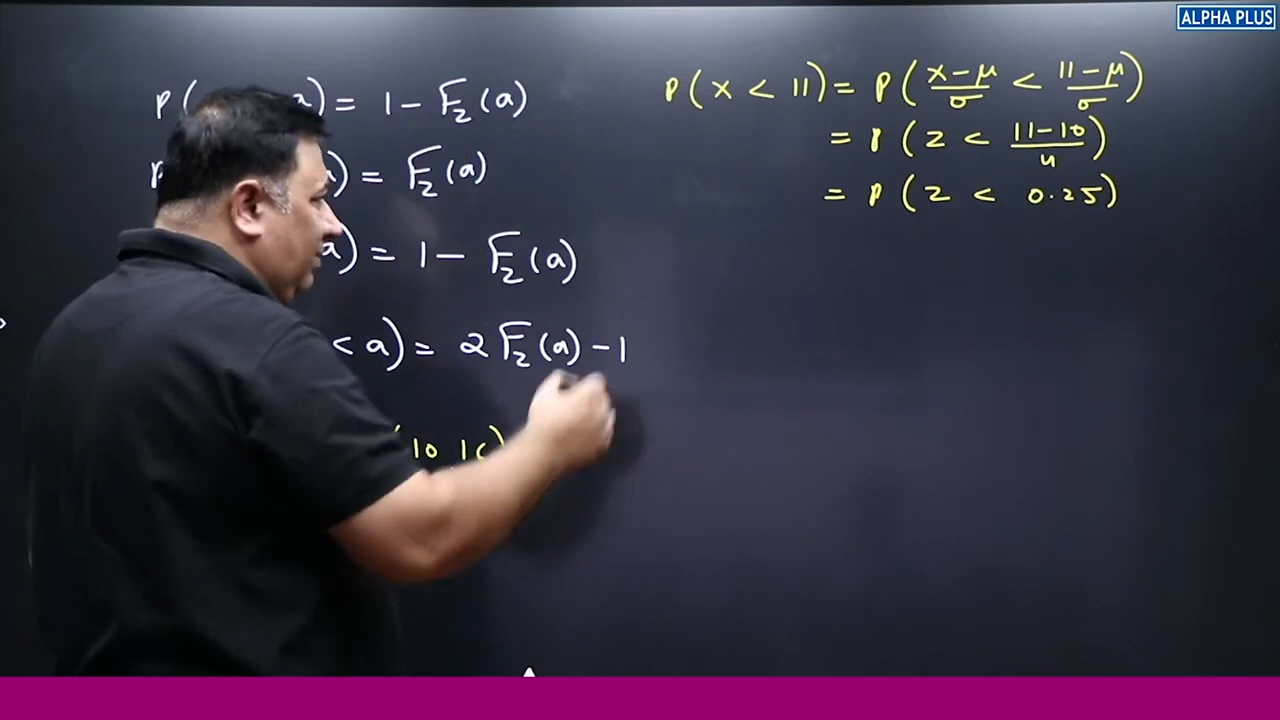 ALPHA PLUS
P( a) = 1 - F_Z(a)
P a) = F_Z(a)
a) = 1 - F_Z(a)
< a) = 2 F_Z(a) - 1
(10, 16)
P(X < 11) = P((X-μ)/σ < (11-μ)/σ)
= P(Z < (11-10)/4)
= P(Z < 0.25)